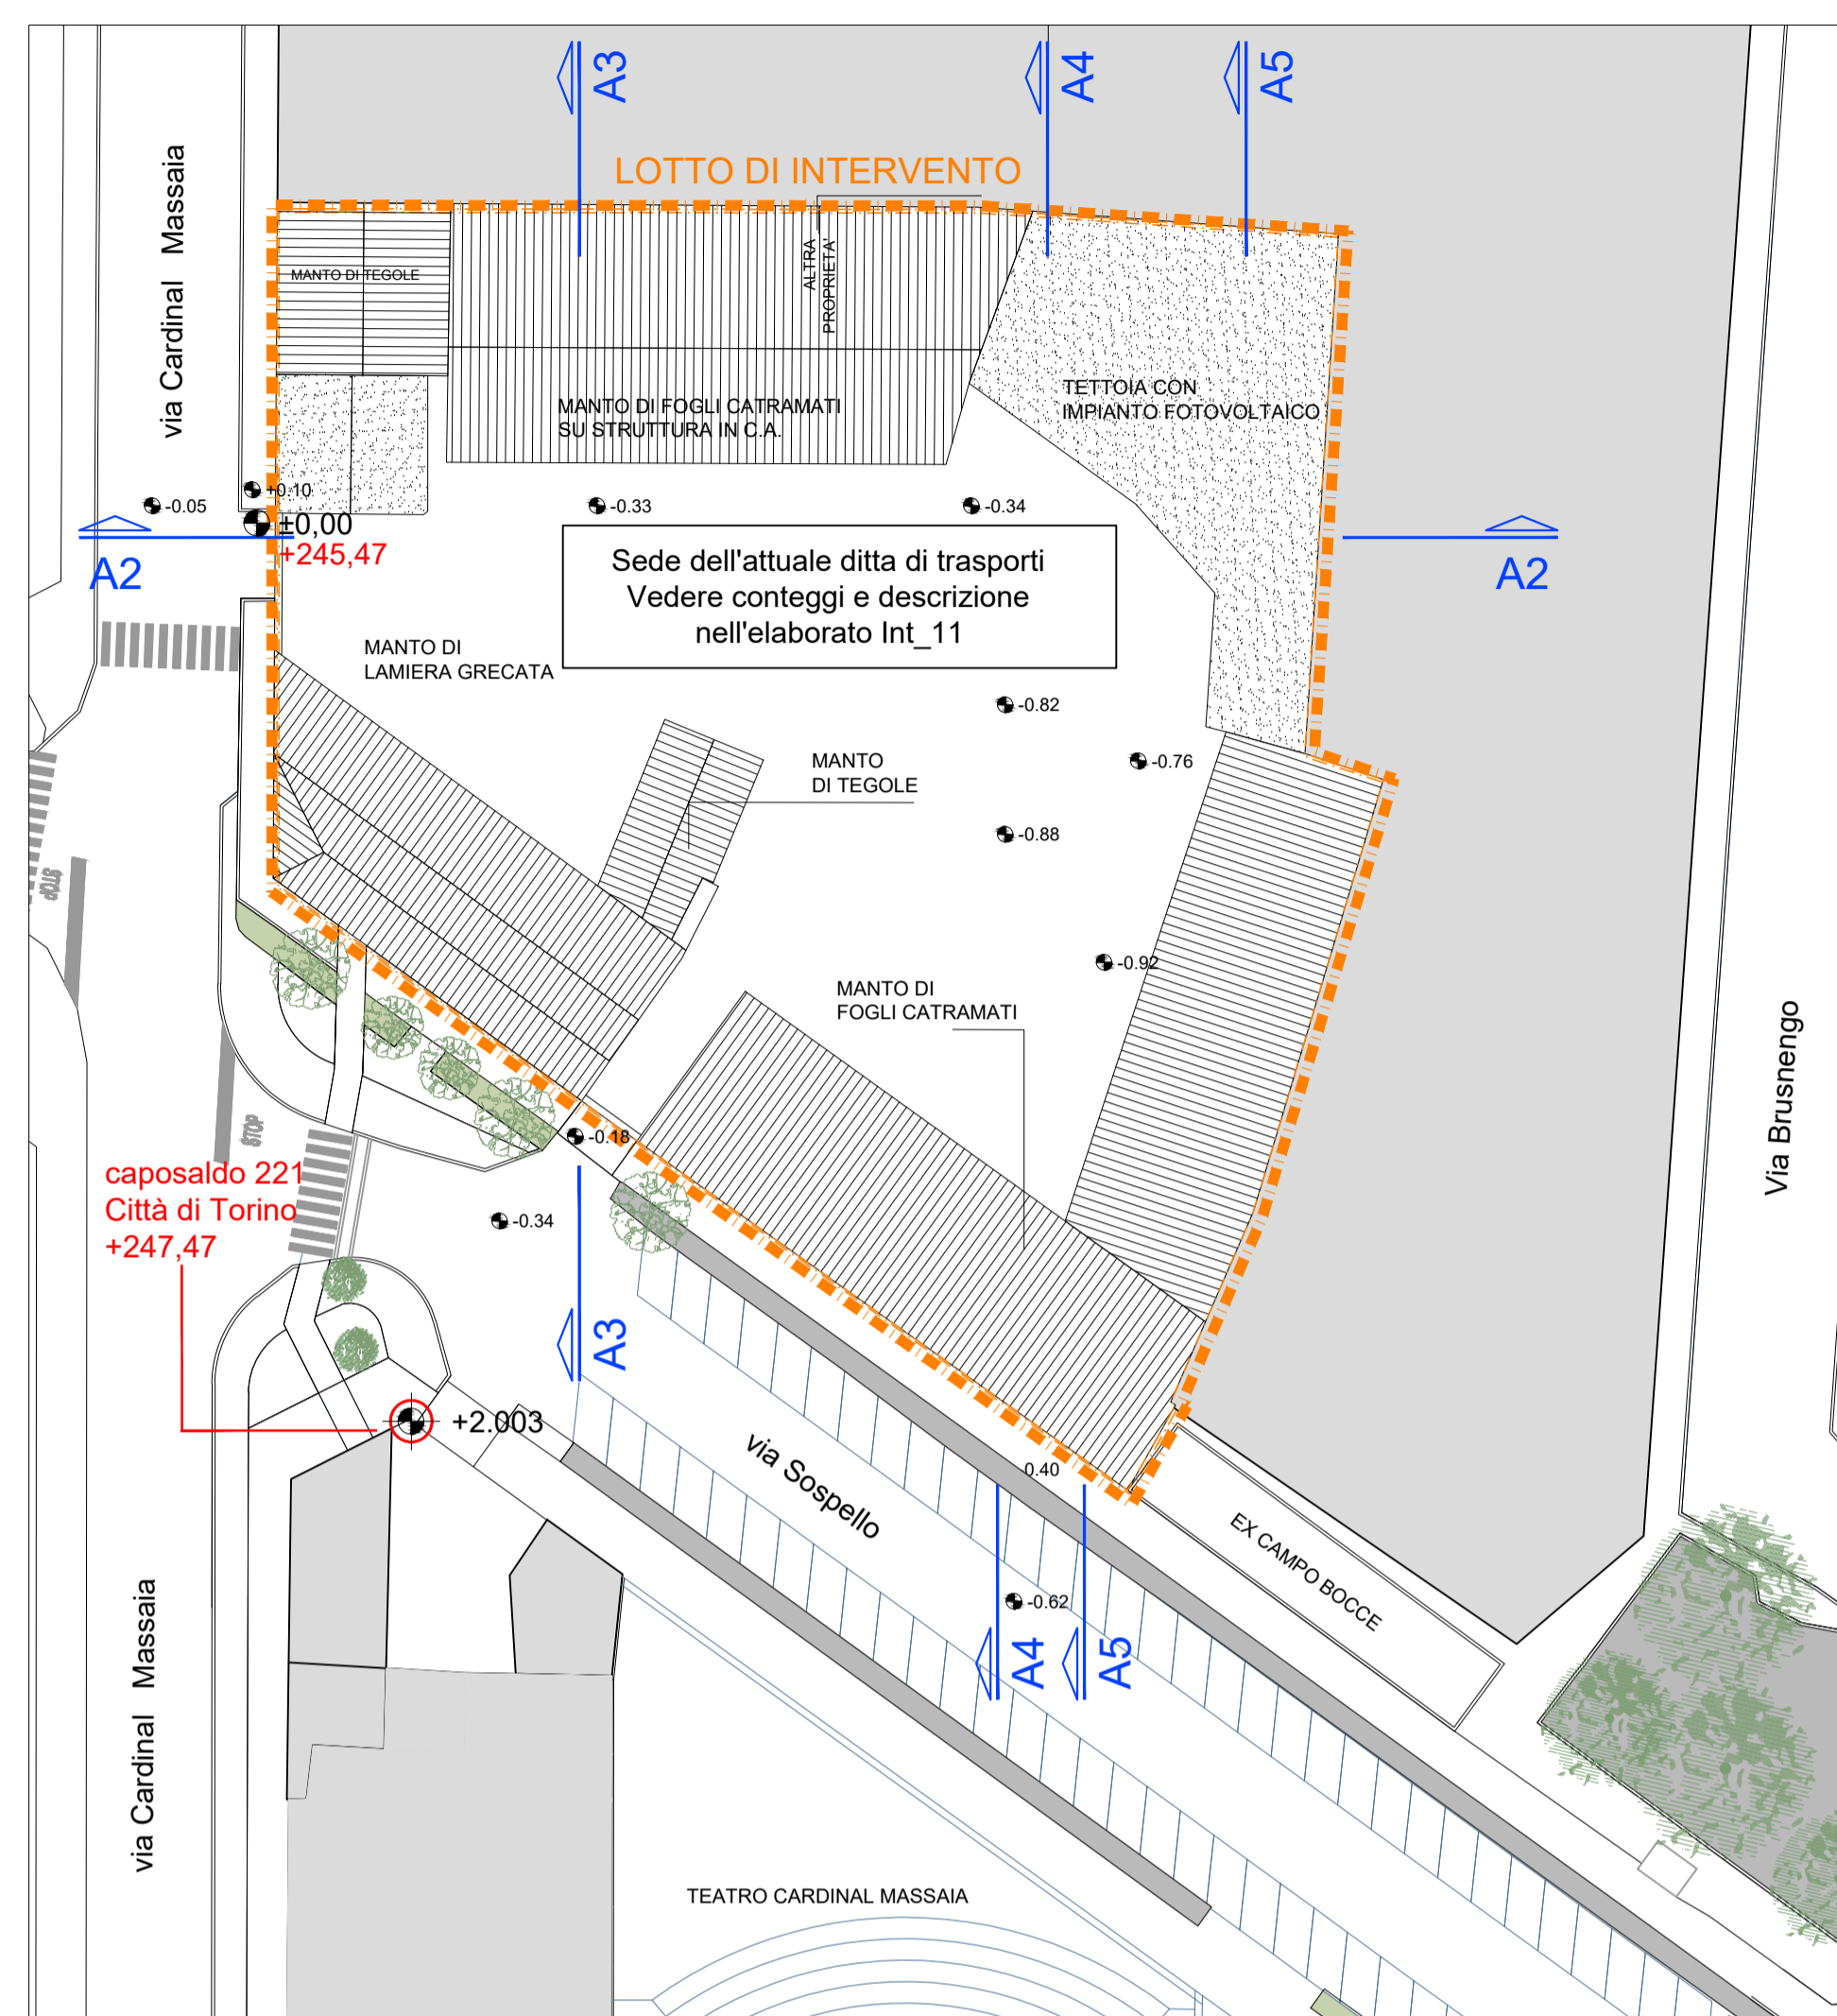 A3
A4
A5
via Cardinal Massaia
LOTTO DI INTERVENTO
MANTO DI TEGOLE
ALTRA
PROPRIETA'
MANTO DI FOGLI CATRAMATI
SU STRUTTURA IN C.A.
TETTOIA CON
IMPIANTO FOTOVOLTAICO
+0.10
-0.05
-0.33
-0.34
±0,00
+245,47
A2
A2
Sede dell'attuale ditta di trasporti
Vedere conteggi e descrizione
nell'elaborato Int_11
MANTO DI
LAMIERA GRECATA
-0.82
MANTO
DI TEGOLE
-0.76
-0.88
STOP
-0.92
MANTO DI
FOGLI CATRAMATI
Via Brusnengo
STOP
-0.18
caposaldo 221
Città di Torino
+247,47
-0.34
A3
+2.003
via Sospello
0.40
EX CAMPO BOCCE
-0.62
A4
A5
via Cardinal Massaia
TEATRO CARDINAL MASSAIA